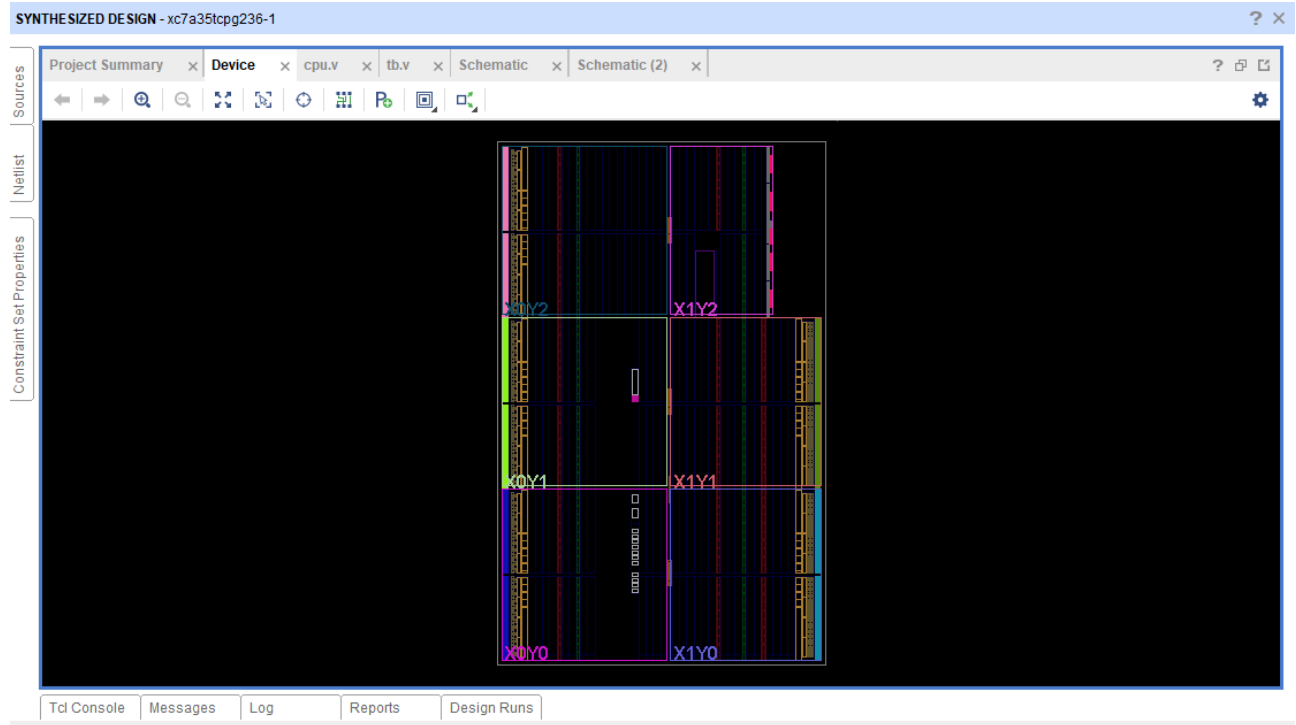 SYNTHESIZED DESIGN - xc7a35tcpg236-1
? ×
Sources
Netlist
Constraint Set Properties
Project Summary × Device × cpu.v × tb.v × Schematic × Schematic (2) ×
?
X0Y2 X1Y2
X0Y1 X1Y1
X0Y0 X1Y0
Tcl Console Messages Log Reports Design Runs